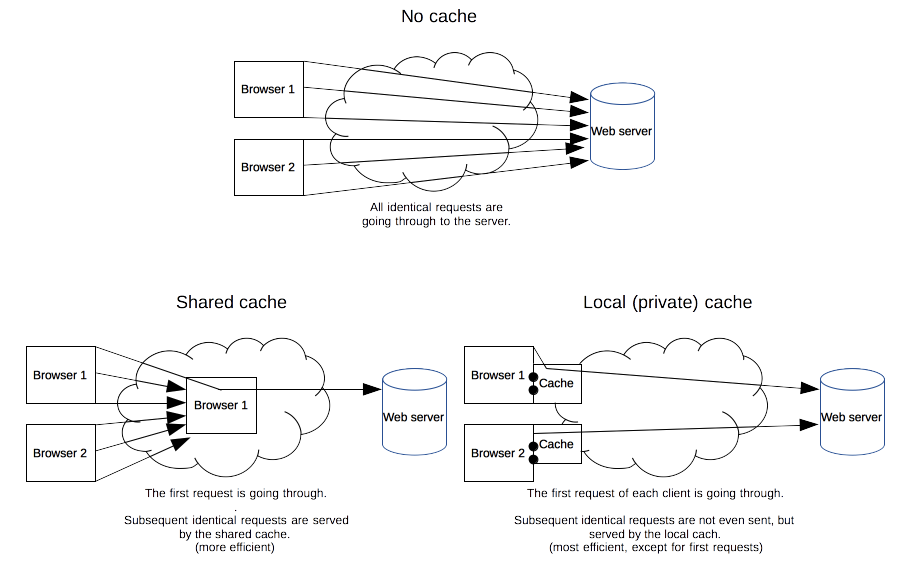 No cache
Browser 1
Browser 2
Web server
All identical requests are
going through to the server.
Shared cache
Browser 1
Browser 2
Browser 1
Web server
The first request is going through.
.
Subsequent identical requests are served
by the shared cache.
(more efficient)
Local (private) cache
Browser 1
Cache
Browser 2
Cache
Web server
The first request of each client is going through.
Subsequent identical requests are not even sent, but
served by the local cach.
(most efficient, except for first requests)